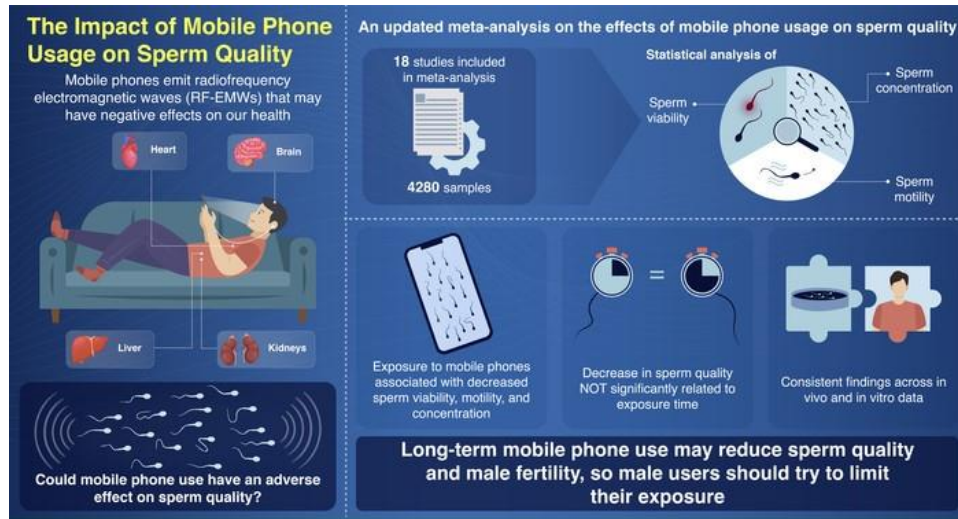 The Impact of Mobile Phone
Usage on Sperm Quality
Mobile phones emit radiofrequency
electromagnetic waves (RF-EMWs) that may
have negative effects on our health
Heart
Brain
Liver
Kidneys
Could mobile phone use have an adverse
effect on sperm quality?
An updated meta-analysis on the effects of mobile phone usage on sperm quality
18 studies included
in meta-analysis
4280 samples
Statistical analysis of
Sperm
viability
Sperm
concentration
Sperm
motility
Exposure to mobile phones
associated with decreased
sperm viability, motility, and
concentration
=
Decrease in sperm quality
NOT significantly related to
exposure time
Consistent findings across in
vivo and in vitro data
Long-term mobile phone use may reduce sperm quality
and male fertility, so male users should try to limit
their exposure